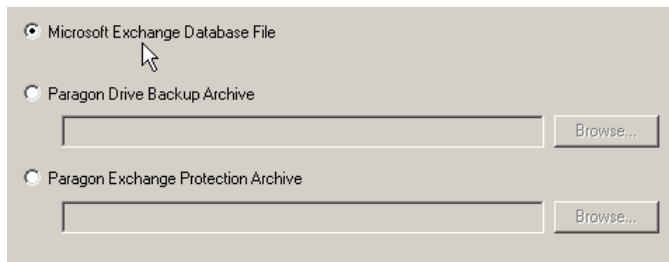 Microsoft Exchange Database File
Paragon Drive Backup Archive
Browse...
Paragon Exchange Protection Archive
Browse...